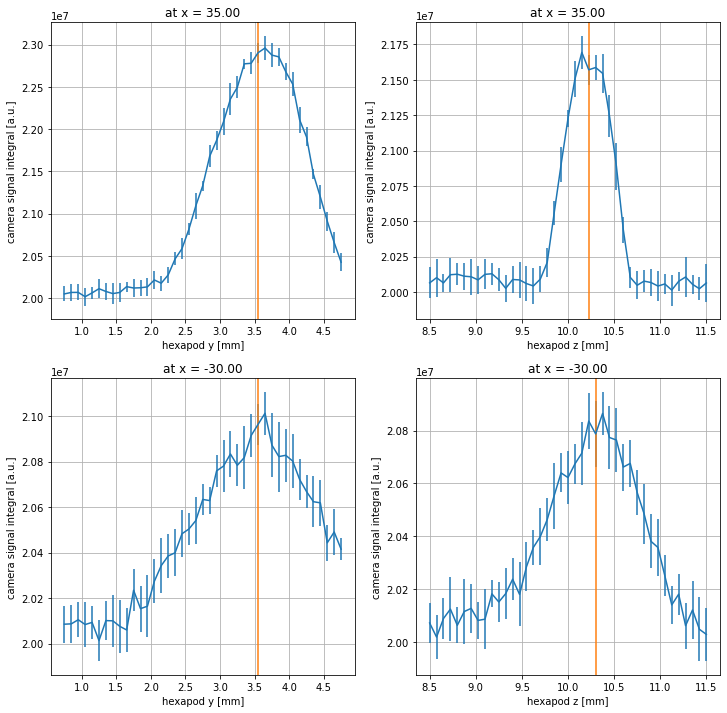 at x = 35.00
1e7
camera signal integral [a.u.]
2.30
2.25
2.20
2.15
2.10
2.05
2.00
1.0 1.5 2.0 2.5 3.0 3.5 4.0 4.5
hexapod y [mm]
at x = 35.00
1e7
camera signal integral [a.u.]
2.175
2.150
2.125
2.100
2.075
2.050
2.025
2.000
8.5 9.0 9.5 10.0 10.5 11.0 11.5
hexapod z [mm]
at x = -30.00
1e7
camera signal integral [a.u.]
2.10
2.08
2.06
2.04
2.02
2.00
1.0 1.5 2.0 2.5 3.0 3.5 4.0 4.5
hexapod y [mm]
at x = -30.00
1e7
camera signal integral [a.u.]
2.08
2.06
2.04
2.02
2.00
8.5 9.0 9.5 10.0 10.5 11.0 11.5
hexapod z [mm]